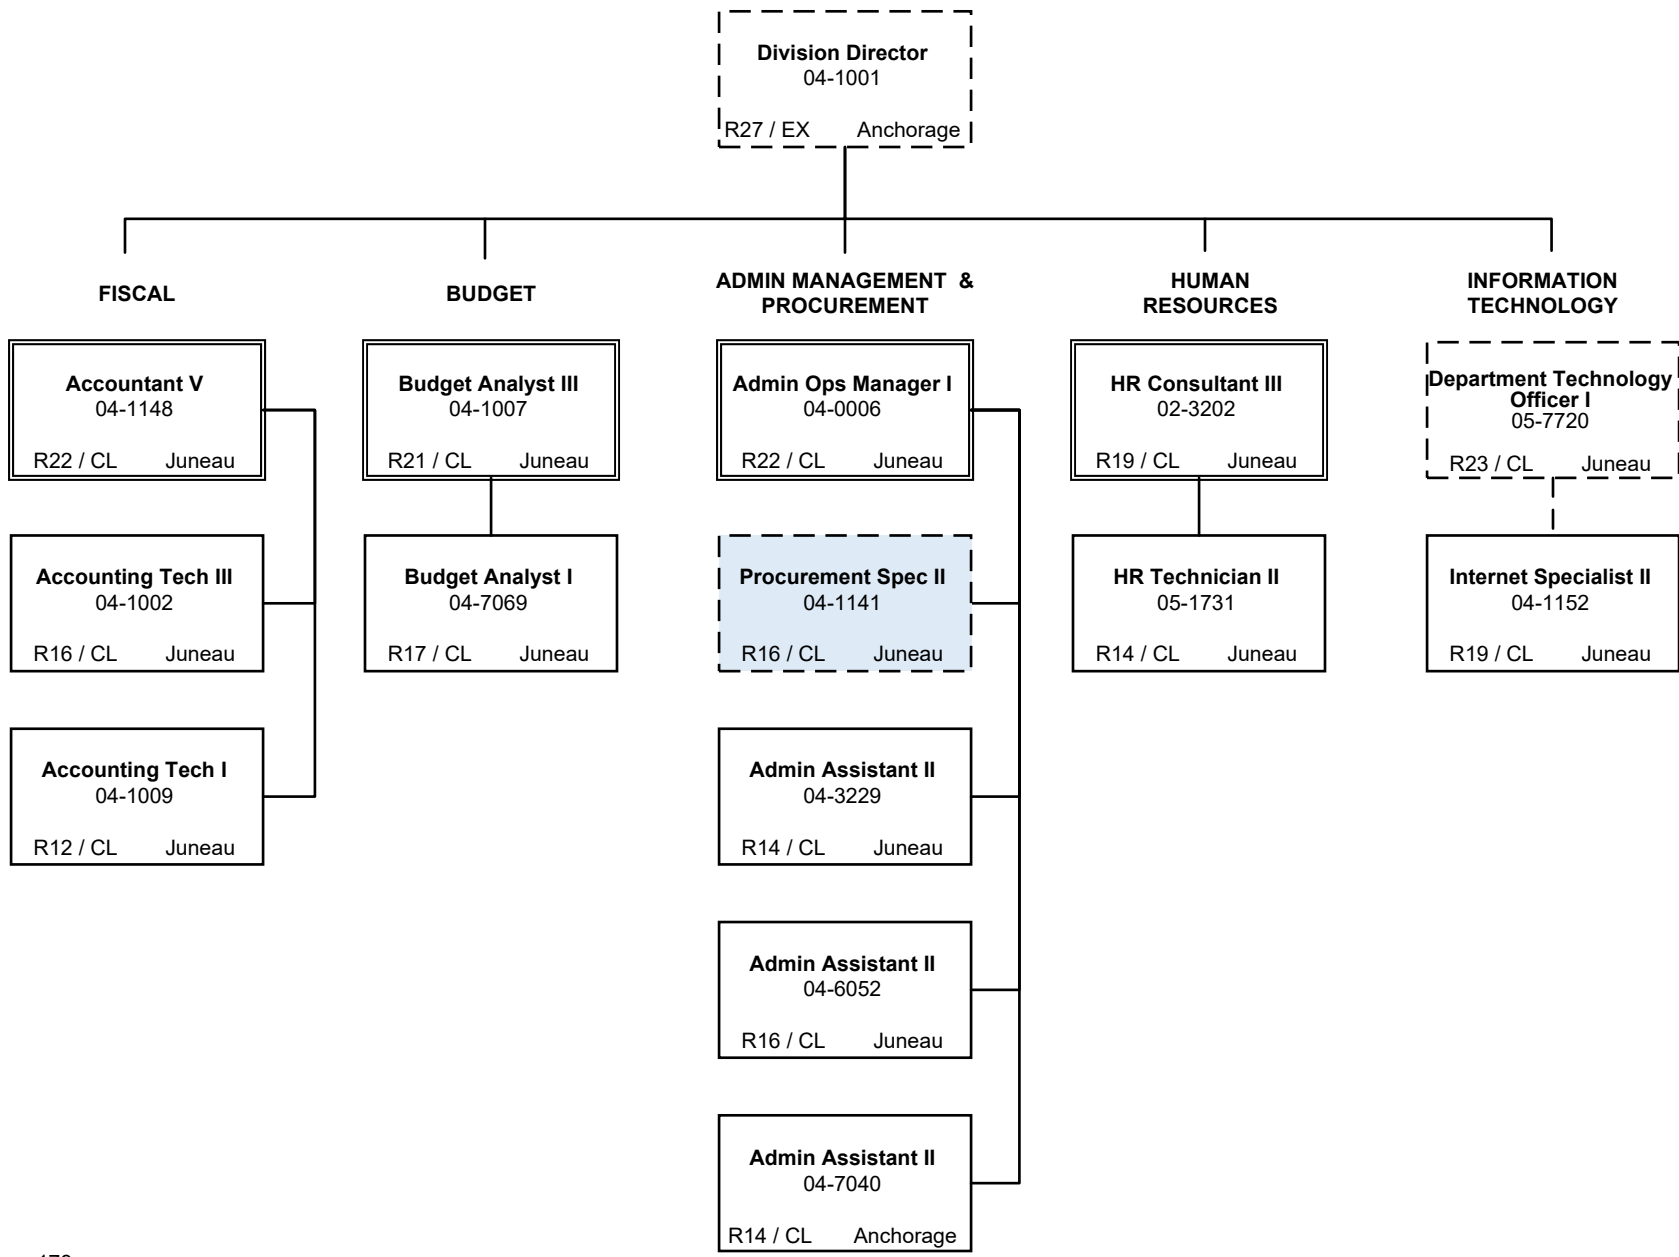 Division Director
04-1001
R27 / EX Anchorage
FISCAL
BUDGET
ADMIN MANAGEMENT &
PROCUREMENT
HUMAN
RESOURCES
INFORMATION
TECHNOLOGY
Accountant V
04-1148
R22 / CL Juneau
Budget Analyst III
04-1007
R21 / CL Juneau
Admin Ops Manager I
04-0006
R22 / CL Juneau
HR Consultant III
02-3202
R19 / CL Juneau
Department Technology
Officer I
05-7720
R23 / CL Juneau
Accounting Tech III
04-1002
R16 / CL Juneau
Budget Analyst I
04-7069
R17 / CL Juneau
Procurement Spec II
04-1141
R16 / CL Juneau
HR Technician II
05-1731
R14 / CL Juneau
Internet Specialist II
04-1152
R19 / CL Juneau
Accounting Tech I
04-1009
R12 / CL Juneau
Admin Assistant II
04-3229
R14 / CL Juneau
Admin Assistant II
04-6052
R16 / CL Juneau
Admin Assistant II
04-7040
R14 / CL Anchorage